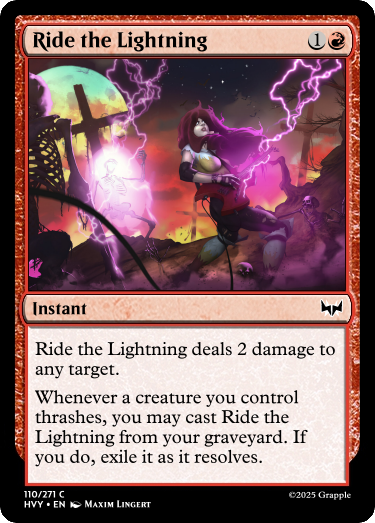 Ride the Lightning 1
Instant
Ride the Lightning deals 2 damage to
any target.
Whenever a creature you control
thrashes, you may cast Ride the
Lightning from your graveyard. If
you do, exile it as it resolves.
110/271 C
HVY • EN Maxim Lingert
©2025 Grapple